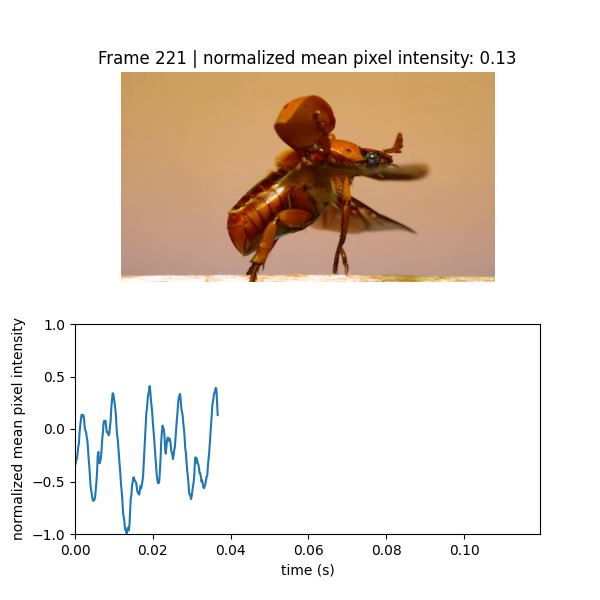 Frame 221 | normalized mean pixel intensity: 0.13
normalized mean pixel intensity
1.0
0.5
0.0
−0.5
−1.0
0.00 0.02 0.04 0.06 0.08 0.10
time (s)